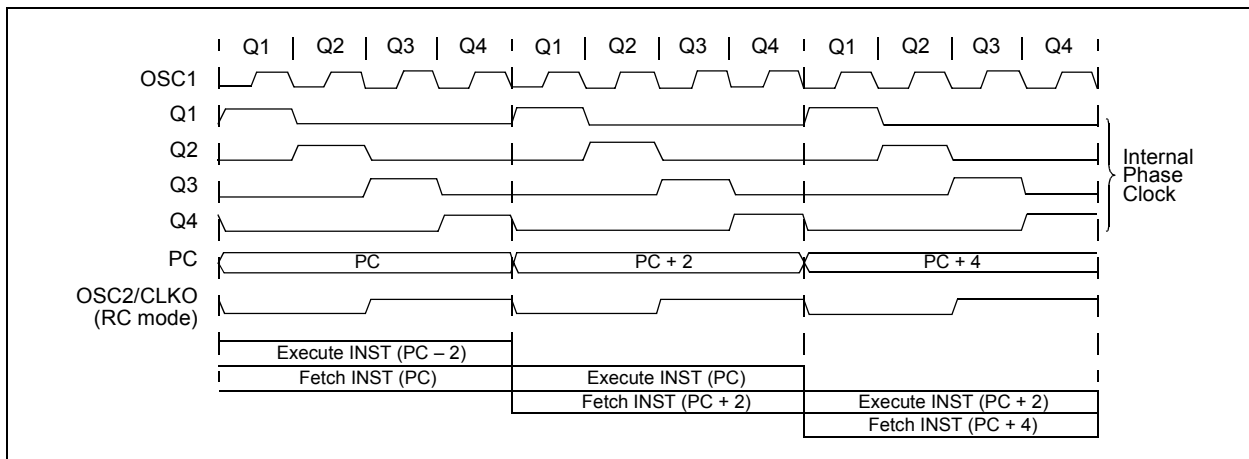 Q1 Q2 Q3 Q4 Q1 Q2 Q3 Q4 Q1 Q2 Q3 Q4
OSC1
Q1
Q2
Q3
Q4
Internal
Phase
Clock
PC PC PC + 2 PC + 4
OSC2/CLKO
(RC mode)
Execute INST (PC – 2)
Fetch INST (PC) Execute INST (PC)
Fetch INST (PC + 2) Execute INST (PC + 2)
Fetch INST (PC + 4)